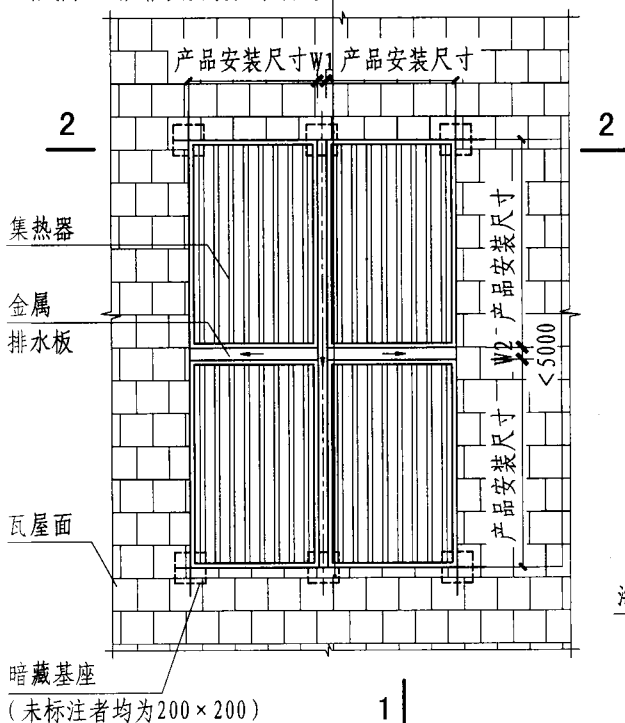 产品安装尺寸 W1 产品安装尺寸
2
2
集热器
金属
排水板
产品安装尺寸
W2
<5000
产品安装尺寸
瓦屋面
暗藏基座
(未标注者均为200×200)
1